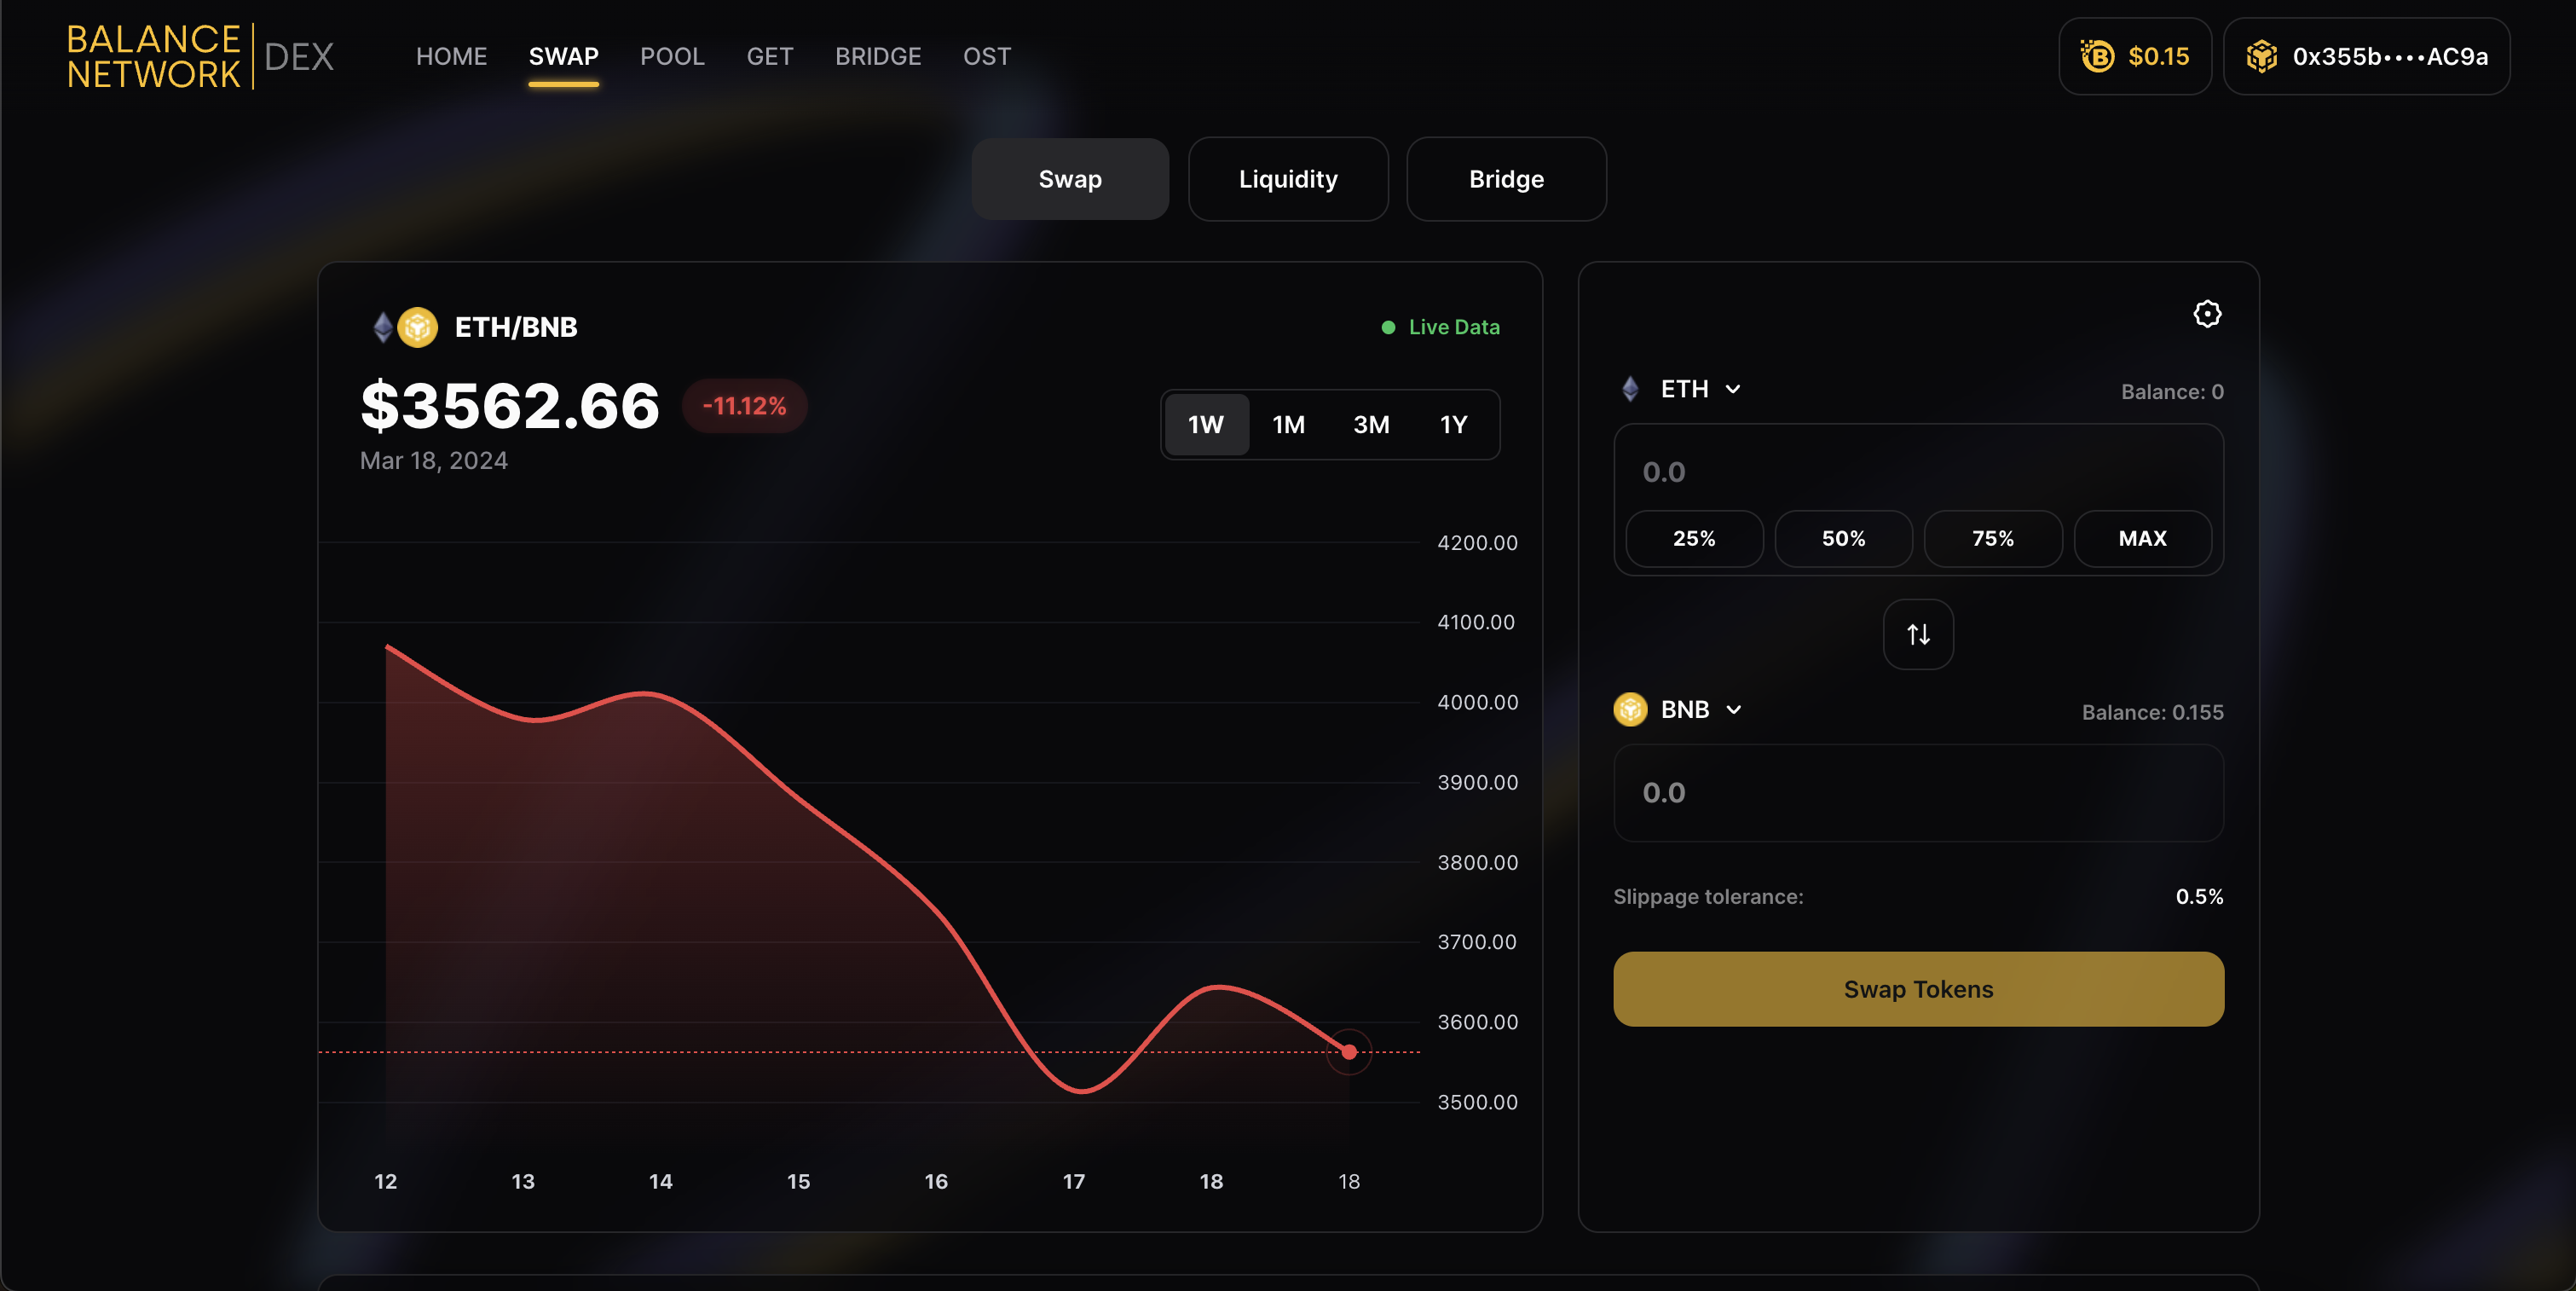 BALANCE
NETWORK
DEX
HOME SWAP POOL GET BRIDGE OST
$0.15
0x355b••••AC9a
Swap
Liquidity
Bridge
ETH/BNB
Live Data
$3562.66
-11.12%
Mar 18, 2024
1W 1M 3M 1Y
4200.00
4100.00
4000.00
3900.00
3800.00
3700.00
3600.00
3500.00
12 13 14 15 16 17 18 18
ETH
Balance: 0
0.0
25% 50% 75% MAX
BNB
Balance: 0.155
0.0
Slippage tolerance:
0.5%
Swap Tokens